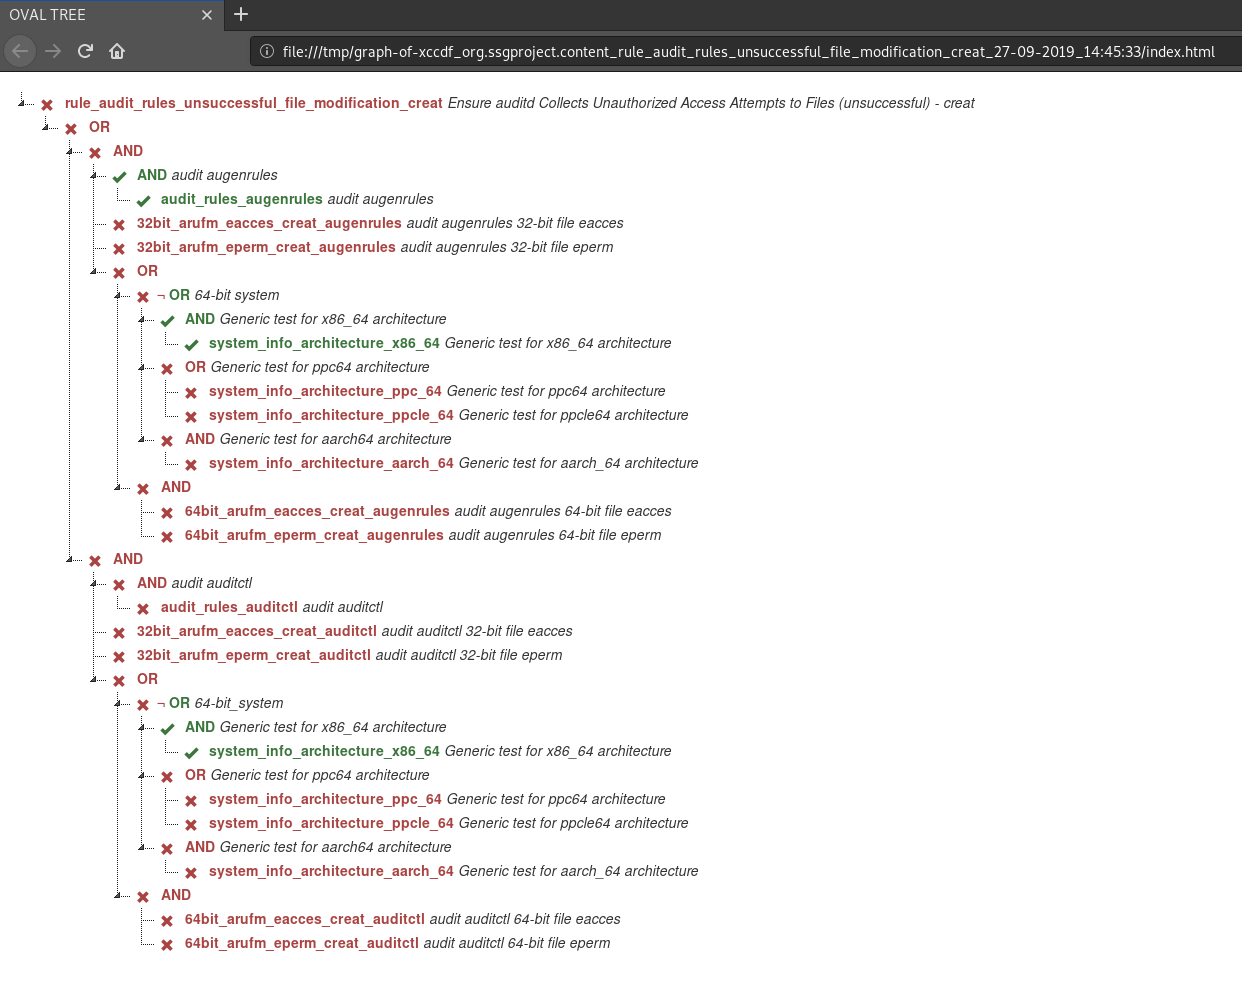 OVAL TREE
file:///tmp/graph-of-xccdf_org.ssgproject.content_rule_audit_rules_unsuccessful_file_modification_creat_27-09-2019_14:45:33/index.html
rule_audit_rules_unsuccessful_file_modification_creat Ensure auditd Collects Unauthorized Access Attempts to Files (unsuccessful) - creat
OR
AND
AND audit augenrules
audit_rules_augenrules audit augenrules
32bit_arufm_eacces_creat_augenrules audit augenrules 32-bit file eacces
32bit_arufm_eperm_creat_augenrules audit augenrules 32-bit file eperm
OR
¬ OR 64-bit system
AND Generic test for x86_64 architecture
system_info_architecture_x86_64 Generic test for x86_64 architecture
OR Generic test for ppc64 architecture
system_info_architecture_ppc_64 Generic test for ppc64 architecture
system_info_architecture_ppcle_64 Generic test for ppcle64 architecture
AND Generic test for aarch64 architecture
system_info_architecture_aarch_64 Generic test for aarch_64 architecture
AND
64bit_arufm_eacces_creat_augenrules audit augenrules 64-bit file eacces
64bit_arufm_eperm_creat_augenrules audit augenrules 64-bit file eperm
AND
AND audit auditctl
audit_rules_auditctl audit auditctl
32bit_arufm_eacces_creat_auditctl audit auditctl 32-bit file eacces
32bit_arufm_eperm_creat_auditctl audit auditctl 32-bit file eperm
OR
¬ OR 64-bit_system
AND Generic test for x86_64 architecture
system_info_architecture_x86_64 Generic test for x86_64 architecture
OR Generic test for ppc64 architecture
system_info_architecture_ppc_64 Generic test for ppc64 architecture
system_info_architecture_ppcle_64 Generic test for ppcle64 architecture
AND Generic test for aarch64 architecture
system_info_architecture_aarch_64 Generic test for aarch_64 architecture
AND
64bit_arufm_eacces_creat_auditctl audit auditctl 64-bit file eacces
64bit_arufm_eperm_creat_auditctl audit auditctl 64-bit file eperm